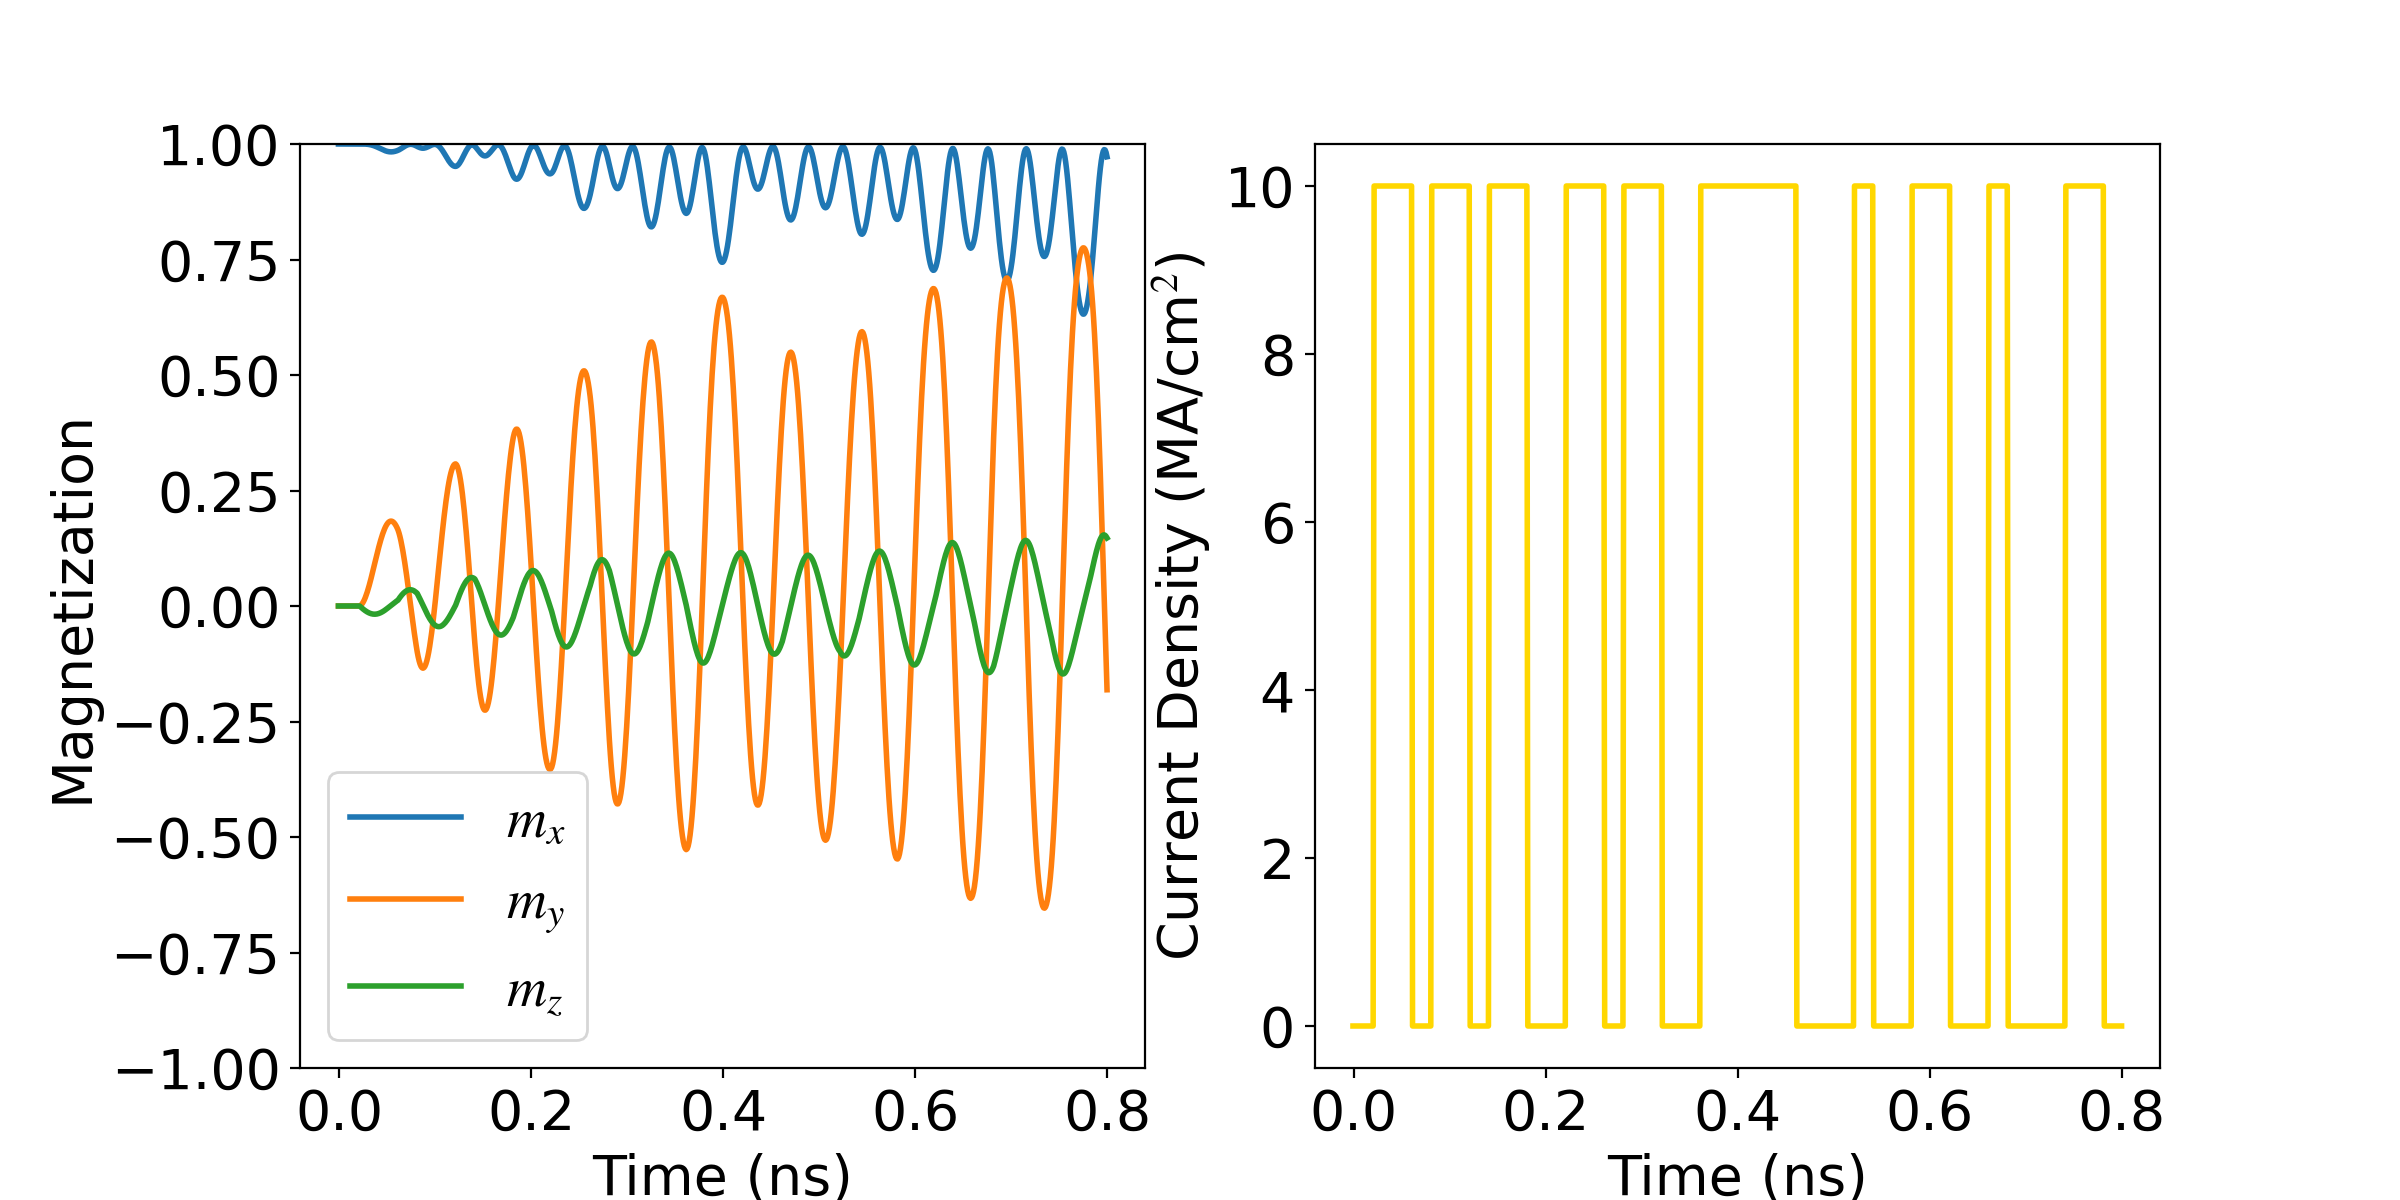 Magnetization
1.00
0.75
0.50
0.25
0.00
−0.25
−0.50
−0.75
−1.00
m_x
m_y
m_z
0.0 0.2 0.4 0.6 0.8
Time (ns)
Current Density (MA/cm²)
10
8
6
4
2
0
0.0 0.2 0.4 0.6 0.8
Time (ns)